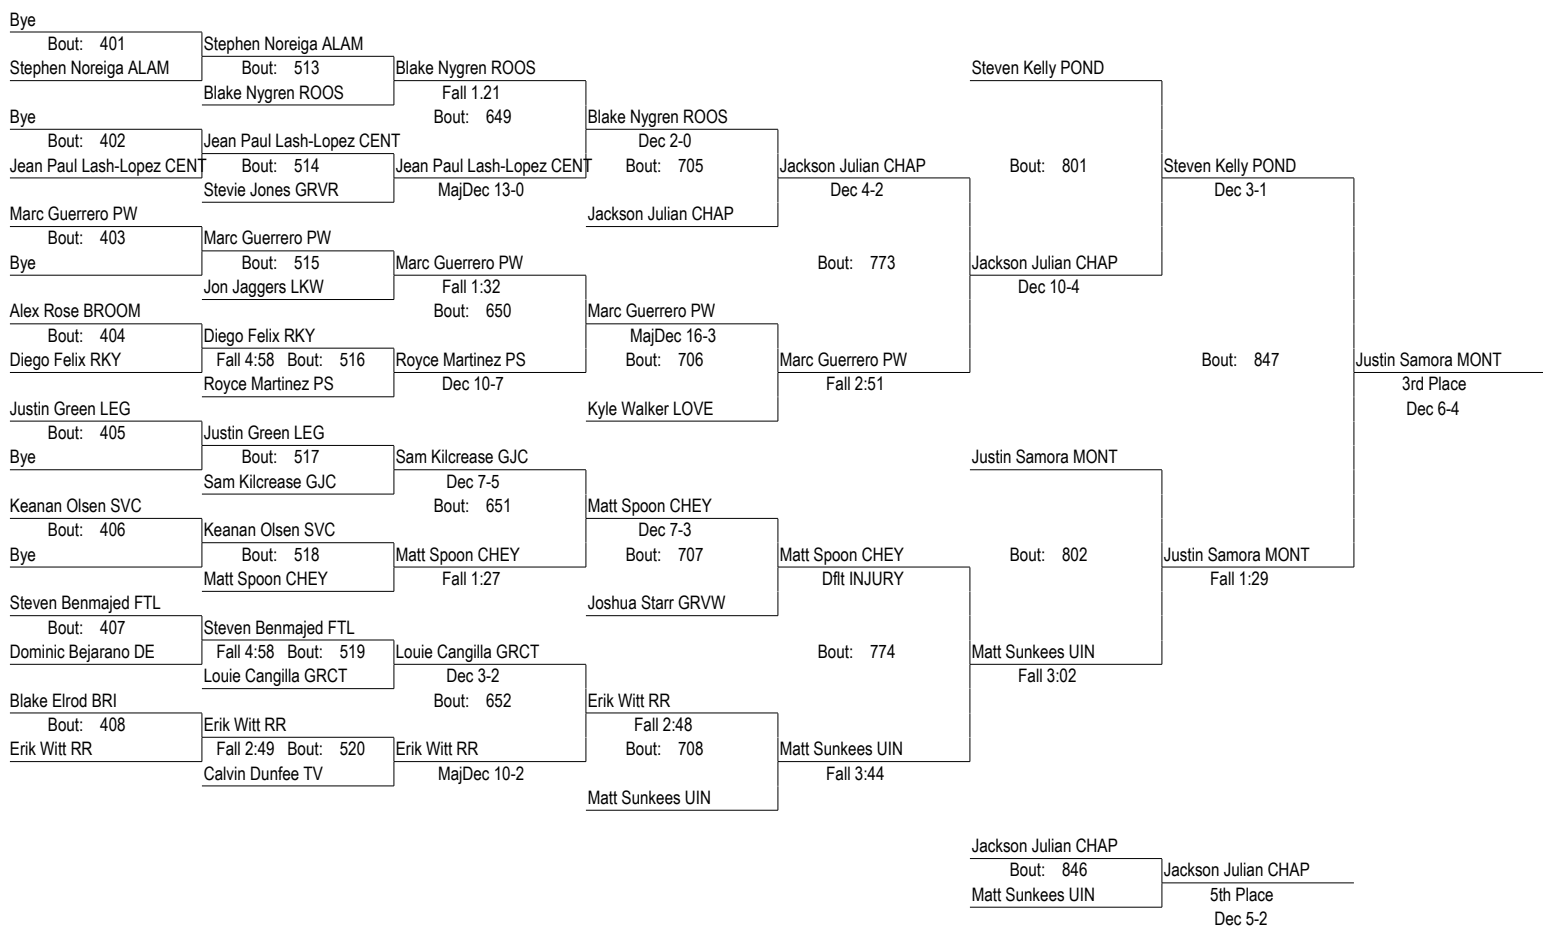 Bye
Bout: 401
Stephen Noreiga ALAM
Bye
Bout: 402
Jean Paul Lash-Lopez CENT
Marc Guerrero PW
Bout: 403
Bye
Alex Rose BROOM
Bout: 404
Diego Felix RKY
Justin Green LEG
Bout: 405
Bye
Keanan Olsen SVC
Bout: 406
Bye
Steven Benmajed FTL
Bout: 407
Dominic Bejarano DE
Blake Elrod BRI
Bout: 408
Erik Witt RR
Stephen Noreiga ALAM
Bout: 513
Blake Nygren ROOS
Jean Paul Lash-Lopez CENT
Bout: 514
Stevie Jones GRVR
Marc Guerrero PW
Bout: 515
Jon Jaggers LKW
Diego Felix RKY
Fall 4:58 Bout: 516
Royce Martinez PS
Justin Green LEG
Bout: 517
Sam Kilcrease GJC
Keanan Olsen SVC
Bout: 518
Matt Spoon CHEY
Steven Benmajed FTL
Fall 4:58 Bout: 519
Louie Cangilla GRCT
Erik Witt RR
Fall 2:49 Bout: 520
Calvin Dunfee TV
Blake Nygren ROOS
Fall 1.21
Bout: 649
Jean Paul Lash-Lopez CENT
MajDec 13-0
Marc Guerrero PW
Fall 1:32
Bout: 650
Royce Martinez PS
Dec 10-7
Sam Kilcrease GJC
Dec 7-5
Bout: 651
Matt Spoon CHEY
Fall 1:27
Louie Cangilla GRCT
Dec 3-2
Bout: 652
Erik Witt RR
MajDec 10-2
Blake Nygren ROOS
Dec 2-0
Bout: 705
Jackson Julian CHAP
Marc Guerrero PW
MajDec 16-3
Bout: 706
Kyle Walker LOVE
Matt Spoon CHEY
Dec 7-3
Bout: 707
Joshua Starr GRVW
Erik Witt RR
Fall 2:48
Bout: 708
Matt Sunkees UIN
Jackson Julian CHAP
Dec 4-2
Bout: 773
Marc Guerrero PW
Fall 2:51
Matt Spoon CHEY
Dflt INJURY
Bout: 774
Matt Sunkees UIN
Fall 3:44
Steven Kelly POND
Bout: 801
Jackson Julian CHAP
Dec 10-4
Justin Samora MONT
Bout: 802
Matt Sunkees UIN
Fall 3:02
Steven Kelly POND
Dec 3-1
Bout: 847
Justin Samora MONT
Fall 1:29
Justin Samora MONT
3rd Place
Dec 6-4
Jackson Julian CHAP
Bout: 846
Matt Sunkees UIN
Jackson Julian CHAP
5th Place
Dec 5-2